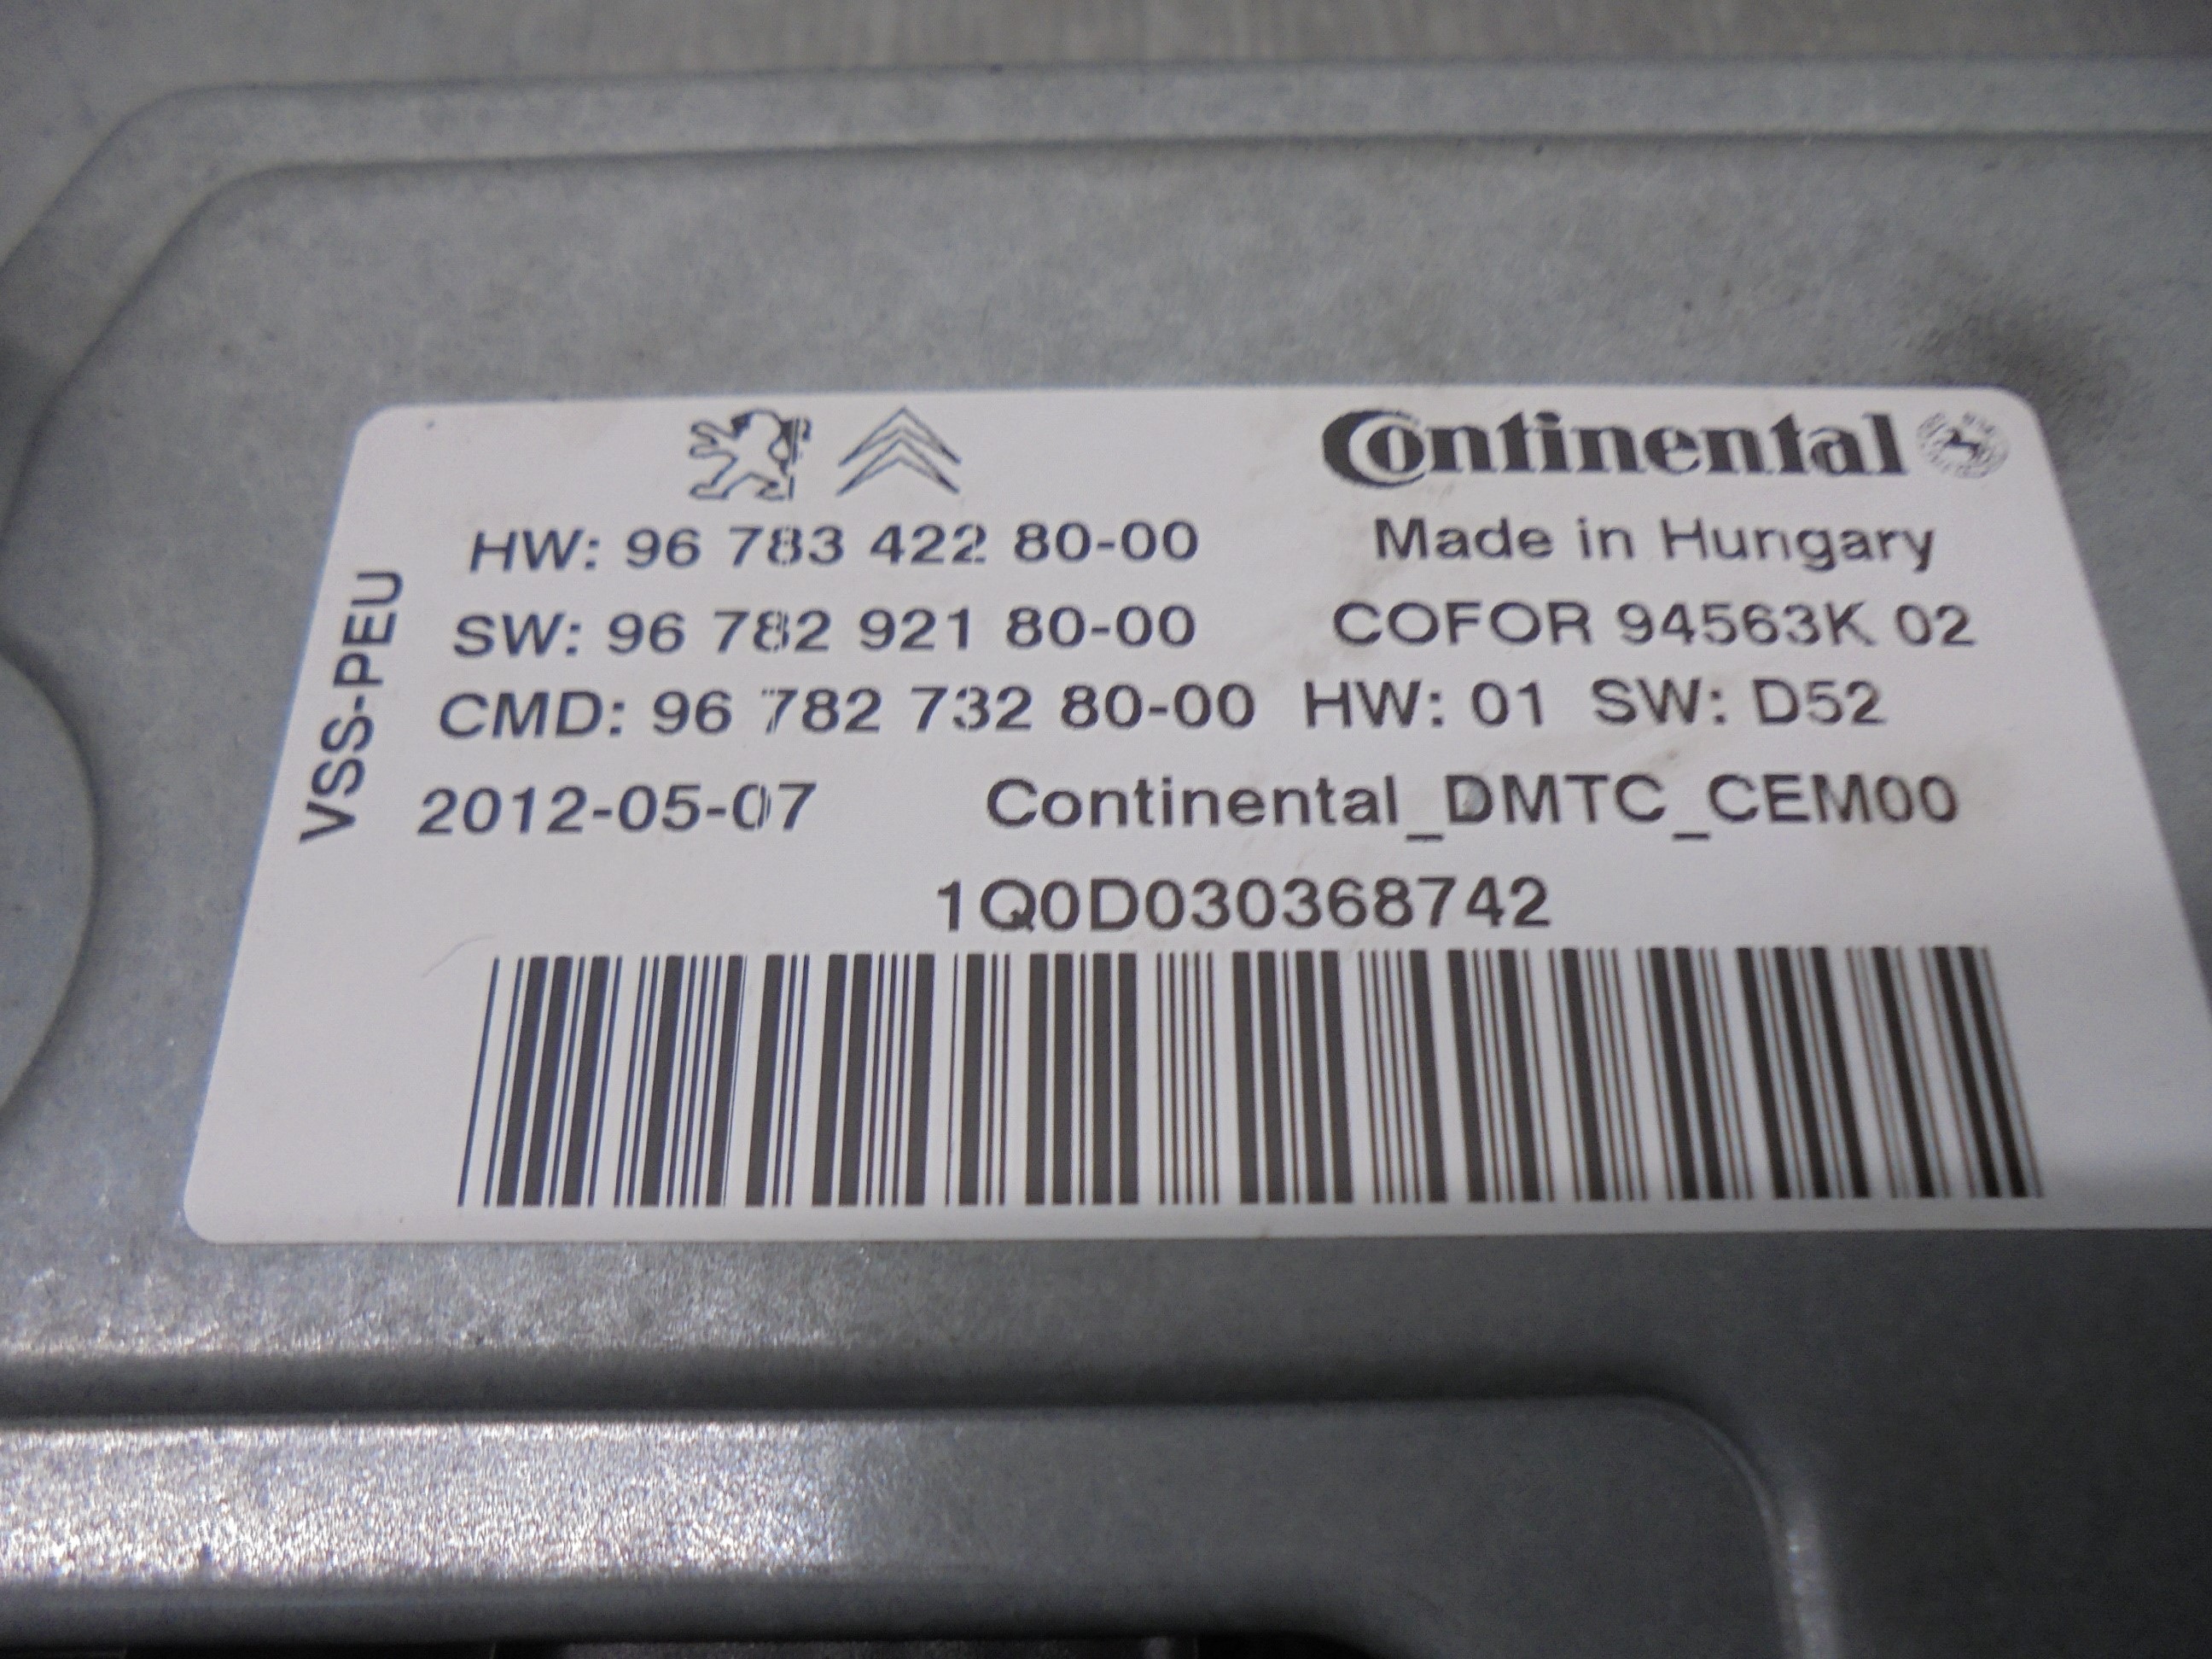 Continental
HW: 96 783 422 80-00
Made in Hungary
SW: 96 782 921 80-00
COFOR 94563K 02
CMD: 96 782 732 80-00
HW: 01 SW: D52
2012-05-07
Continental_DMTC_CEM00
VSS-PEU
1Q0D030368742